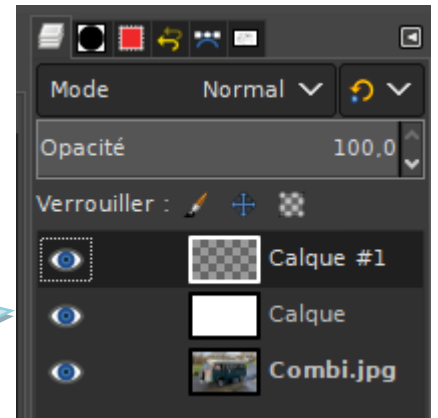 Mode Normal
Opacité 100,0
Verrouiller :
Calque #1
Calque
Combi.jpg